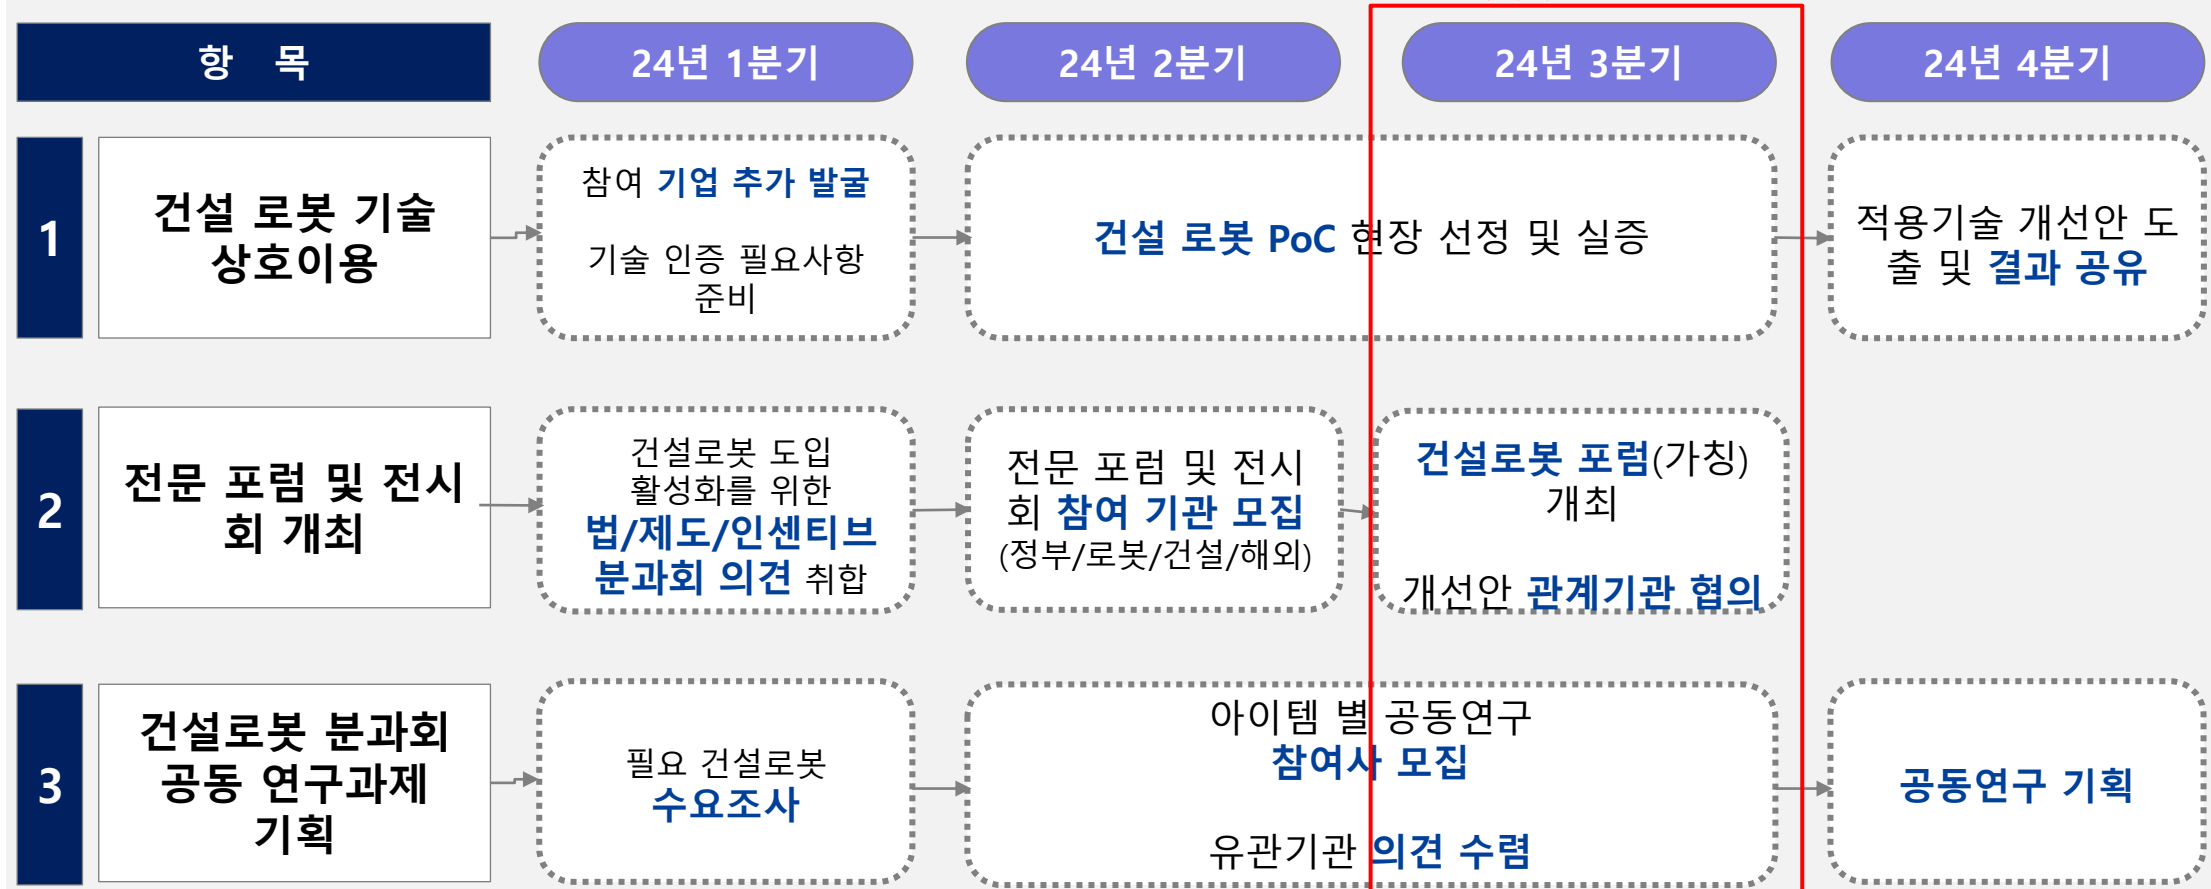 항 목
24년 1분기
24년 2분기
24년 3분기
24년 4분기
1
건설 로봇 기술
상호이용
참여 기업 추가 발굴
기술 인증 필요사항
준비
건설 로봇 PoC 현장 선정 및 실증
적용기술 개선안 도
출 및 결과 공유
2
전문 포럼 및 전시
회 개최
건설로봇 도입
활성화를 위한
법/제도/인센티브
분과회 의견 취합
전문 포럼 및 전시
회 참여 기관 모집
(정부/로봇/건설/해외)
건설로봇 포럼(가칭)
개최
개선안 관계기관 협의
3
건설로봇 분과회
공동 연구과제
기획
필요 건설로봇
수요조사
아이템 별 공동연구
참여사 모집
유관기관 의견 수렴
공동연구 기획